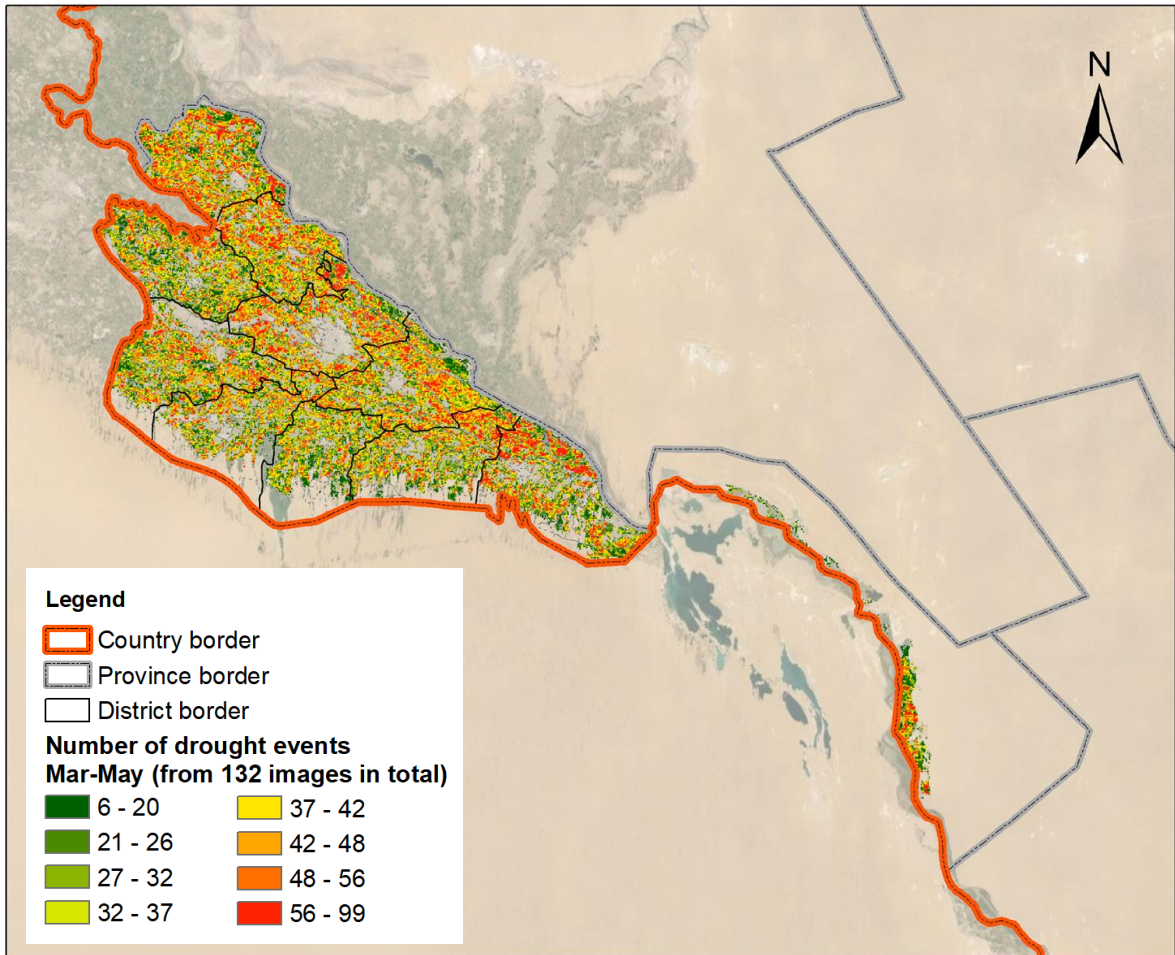 N
Legend
Country border
Province border
District border
Number of drought events
Mar-May (from 132 images in total)
6 - 20
21 - 26
27 - 32
32 - 37
37 - 42
42 - 48
48 - 56
56 - 99